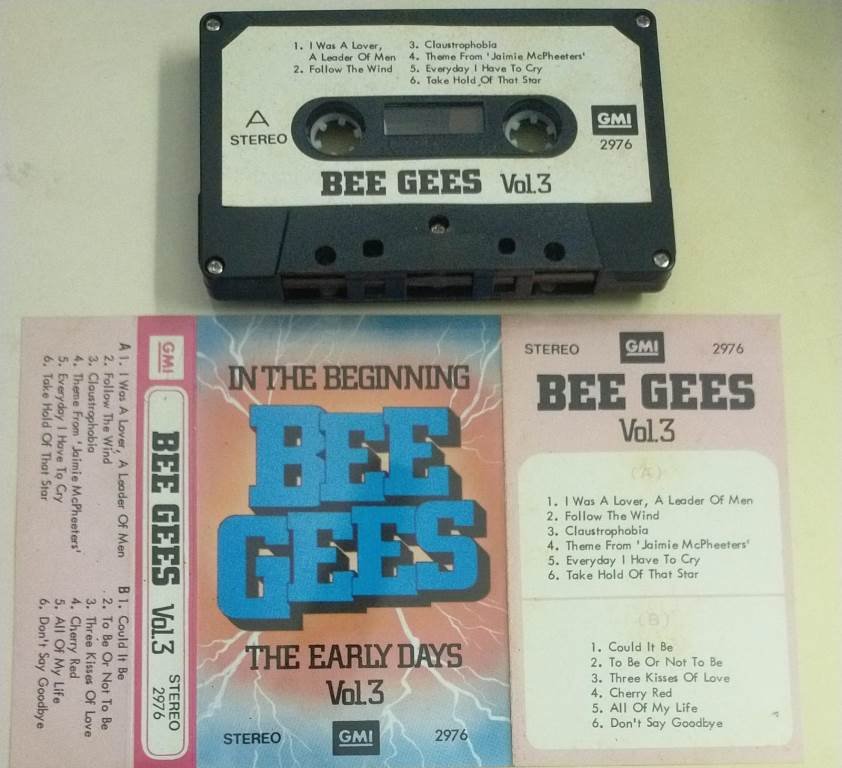 1. I Was A Lover,
A Leader Of Men
2. Follow The Wind
3. Claustrophobia
4. Theme From 'Jaimie McPheeters'
5. Everyday I Have To Cry
6. Take Hold Of That Star
A
STEREO
GMI
2976
BEE GEES Vol.3
A 1. I Was A Lover, A Leader Of Men
2. Follow The Wind
3. Claustrophobia
4. Theme From 'Jaimie McPheeters'
5. Everyday I Have To Cry
6. Take Hold Of That Star
B 1. Could It Be
2. To Be Or Not To Be
3. Three Kisses Of Love
4. Cherry Red
5. All Of My Life
6. Don't Say Goodbye
GMI
BEE GEES Vol.3
STEREO
2976
IN THE BEGINNING
BEE
GEES
THE EARLY DAYS
Vol.3
STEREO GMI 2976
STEREO GMI 2976
BEE GEES
Vol.3
(A)
1. I Was A Lover, A Leader Of Men
2. Follow The Wind
3. Claustrophobia
4. Theme From 'Jaimie McPheeters'
5. Everyday I Have To Cry
6. Take Hold Of That Star
(B)
1. Could It Be
2. To Be Or Not To Be
3. Three Kisses Of Love
4. Cherry Red
5. All Of My Life
6. Don't Say Goodbye